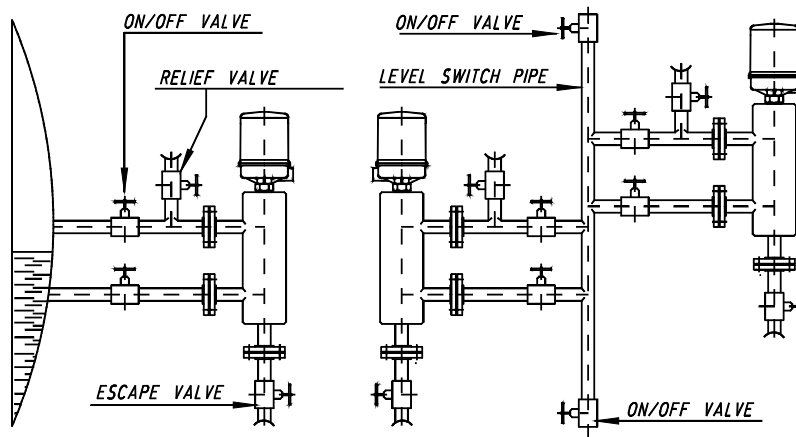 ON/OFF VALVE
ON/OFF VALVE
RELIEF VALVE
LEVEL SWITCH PIPE
ESCAPE VALVE
ON/OFF VALVE